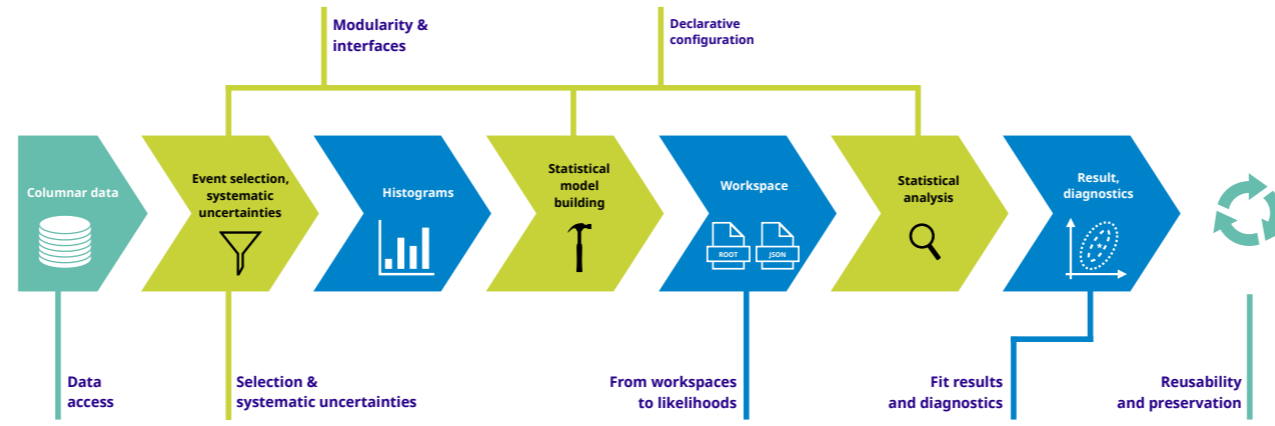 Modularity &
interfaces
Declarative
configuration
Columnar data
Event selection,
systematic
uncertainties
Histograms
Statistical
model
building
Workspace
ROOT
JSON
Statistical
analysis
Result,
diagnostics
Data
access
Selection &
systematic uncertainties
From workspaces
to likelihoods
Fit results
and diagnostics
Reusability
and preservation